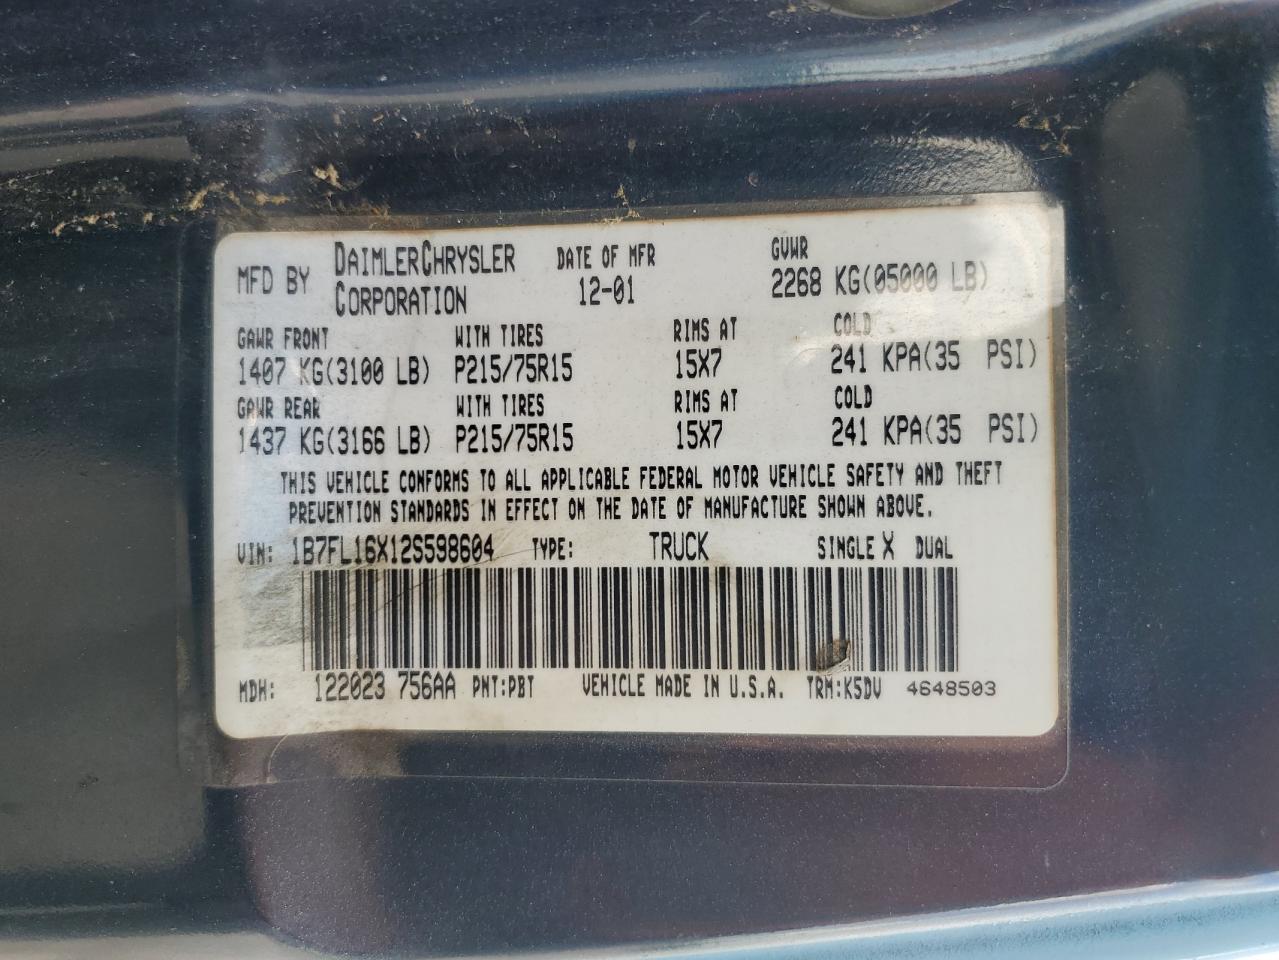 MFD BY DAIMLERCHRYSLER CORPORATION DATE OF MFR 12-01 GVWR 2268 KG(05000 LB)
GAWR FRONT WITH TIRES RIMS AT COLD
1407 KG(3100 LB) P215/75R15 15X7 241 KPA(35 PSI)
GAWR REAR WITH TIRES RIMS AT COLD
1437 KG(3166 LB) P215/75R15 15X7 241 KPA(35 PSI)
THIS VEHICLE CONFORMS TO ALL APPLICABLE FEDERAL MOTOR VEHICLE SAFETY AND THEFT
PREVENTION STANDARDS IN EFFECT ON THE DATE OF MANUFACTURE SHOWN ABOVE.
VIN: 1B7FL16X12S598604 TYPE: TRUCK SINGLE X DUAL
MDH: 122023 756AA PNT:PBT VEHICLE MADE IN U.S.A. TRM:K5DV 4648503